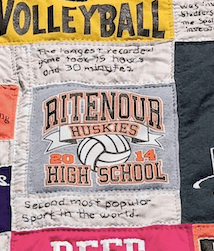 VOLLEYBALL
The longest recorded
game took 75 hours
and 30 minutes
RITENOUR
HUSKIES
20 14
HIGH SCHOOL
Second most popular
Sport in the world.